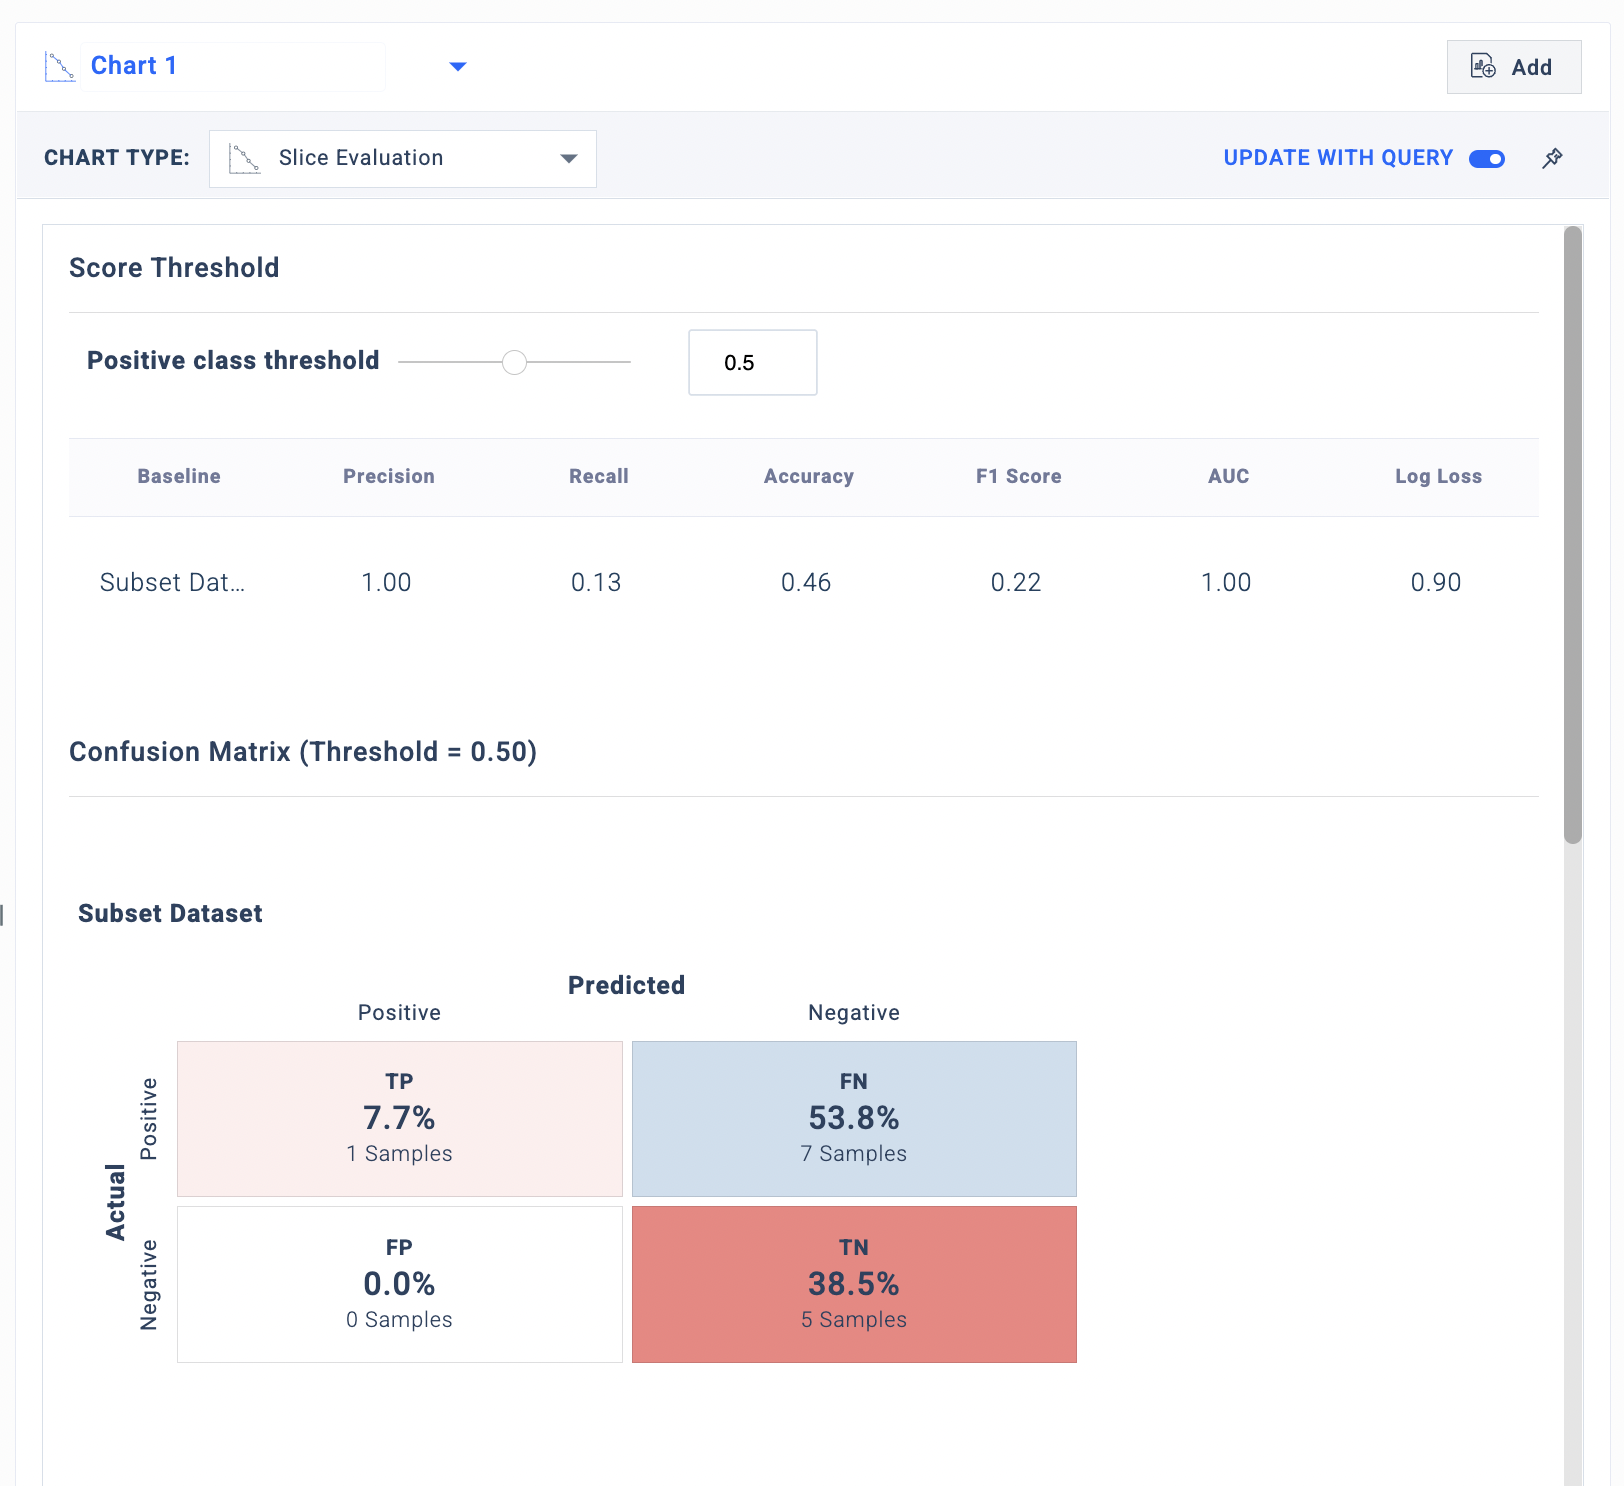 Chart 1
Add
CHART TYPE: Slice Evaluation
UPDATE WITH QUERY
Score Threshold
Positive class threshold 0.5
Baseline Precision Recall Accuracy F1 Score AUC Log Loss
Subset Dat... 1.00 0.13 0.46 0.22 1.00 0.90
Confusion Matrix (Threshold = 0.50)
Subset Dataset
Predicted
Positive Negative
Actual
Positive
TP
7.7%
1 Samples
FN
53.8%
7 Samples
Negative
FP
0.0%
0 Samples
TN
38.5%
5 Samples